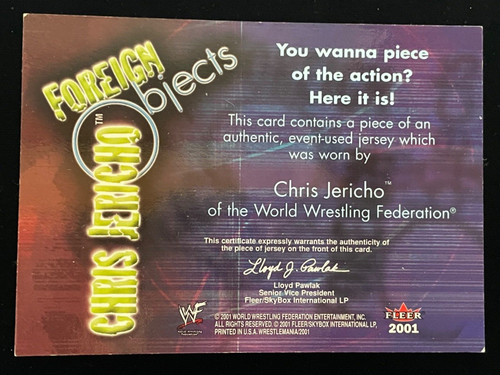 FOREIGN
Objects
CHRIS JERICHO™
You wanna piece
of the action?
Here it is!
This card contains a piece of an
authentic, event-used jersey which
was worn by
Chris Jericho™
of the World Wrestling Federation®
This certificate expressly warrants the authenticity of
the piece of jersey on the front of this card.
Lloyd J. Pawlak
Lloyd Pawlak
Senior Vice President
Fleer/SkyBox International LP
© 2001 WORLD WRESTLING FEDERATION ENTERTAINMENT, INC.
ALL RIGHTS RESERVED. © 2001 FLEER/SKYBOX INTERNATIONAL LP,
PRINTED IN U.S.A. WRESTLEMANIA/2001
FLEER
2001